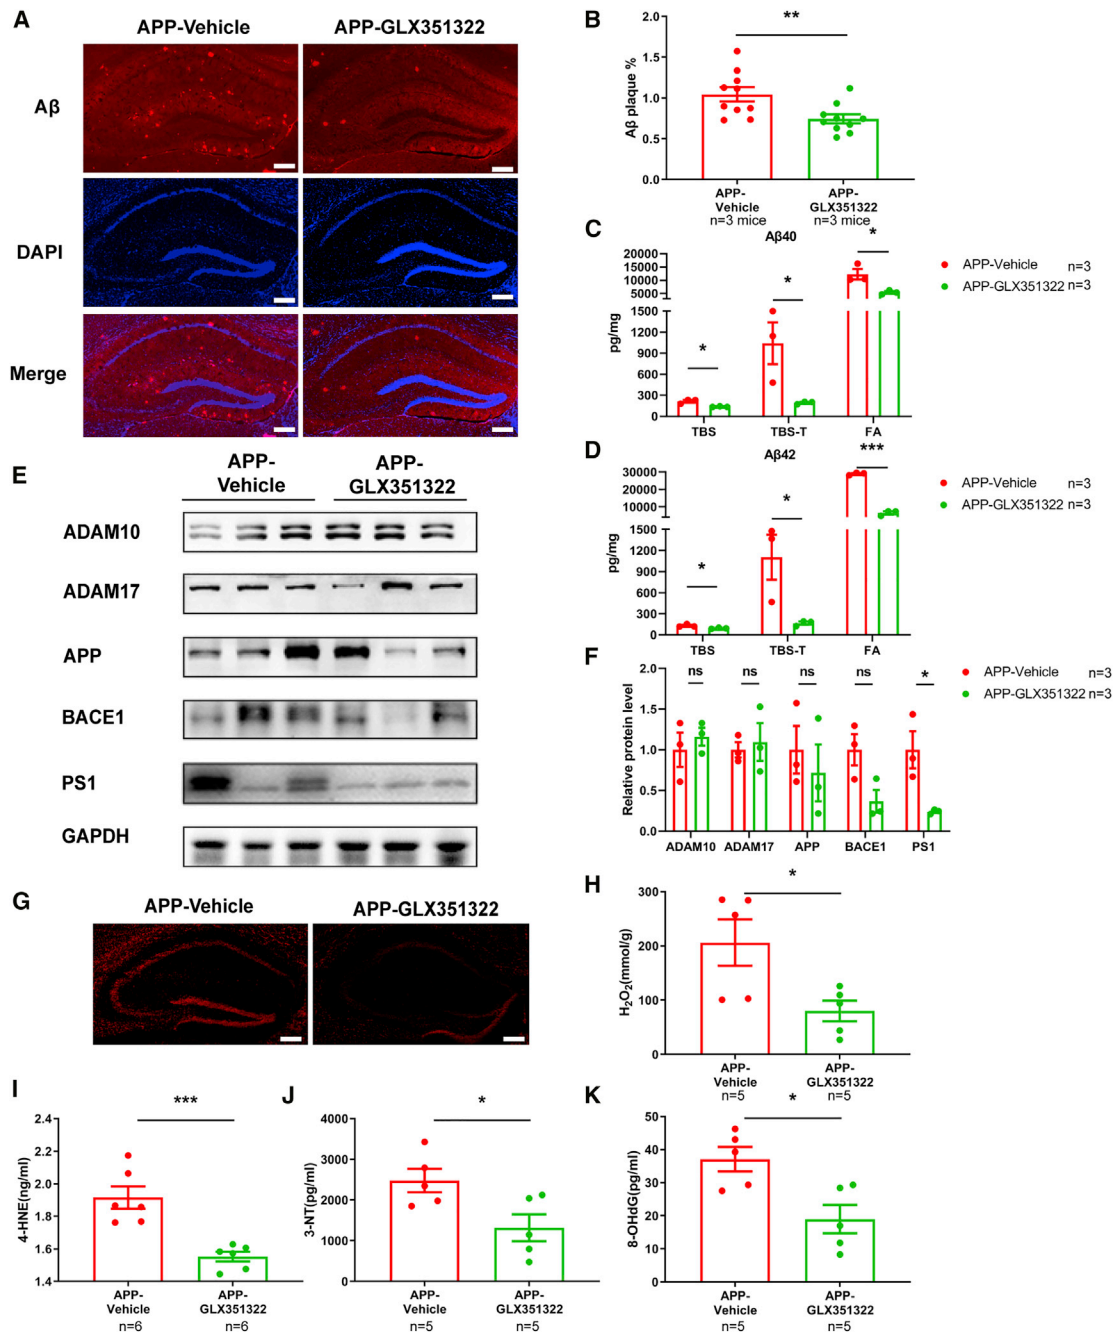 A
APP-Vehicle
APP-GLX351322
Aβ
DAPI
Merge
B
**
Aβ plaque %
2.0
1.5
1.0
0.5
0.0
APP-
Vehicle
n=3 mice
APP-
GLX351322
n=3 mice
C
Aβ40
*
*
*
pg/mg
20000
15000
10000
5000
1500
1200
900
600
300
0
TBS
TBS-T
FA
APP-Vehicle n=3
APP-GLX351322 n=3
D
Aβ42
***
*
*
pg/mg
30000
20000
10000
1500
1200
900
600
300
0
TBS
TBS-T
FA
APP-Vehicle n=3
APP-GLX351322 n=3
E
APP-
Vehicle
APP-
GLX351322
ADAM10
ADAM17
APP
BACE1
PS1
GAPDH
F
Relative protein level
2.0
1.5
1.0
0.5
0.0
ns
ns
ns
ns
*
ADAM10
ADAM17
APP
BACE1
PS1
APP-Vehicle n=3
APP-GLX351322 n=3
G
APP-Vehicle
APP-GLX351322
H
*
H2O2(mmol/g)
300
200
100
0
APP-
Vehicle
n=5
APP-
GLX351322
n=5
I
***
4-HNE(ng/ml)
2.4
2.2
2.0
1.8
1.6
1.4
APP-
Vehicle
n=6
APP-
GLX351322
n=6
J
*
3-NT(pg/ml)
4000
3000
2000
1000
0
APP-
Vehicle
n=5
APP-
GLX351322
n=5
K
*
8-OHdG(pg/ml)
50
40
30
20
10
0
APP-
Vehicle
n=5
APP-
GLX351322
n=5